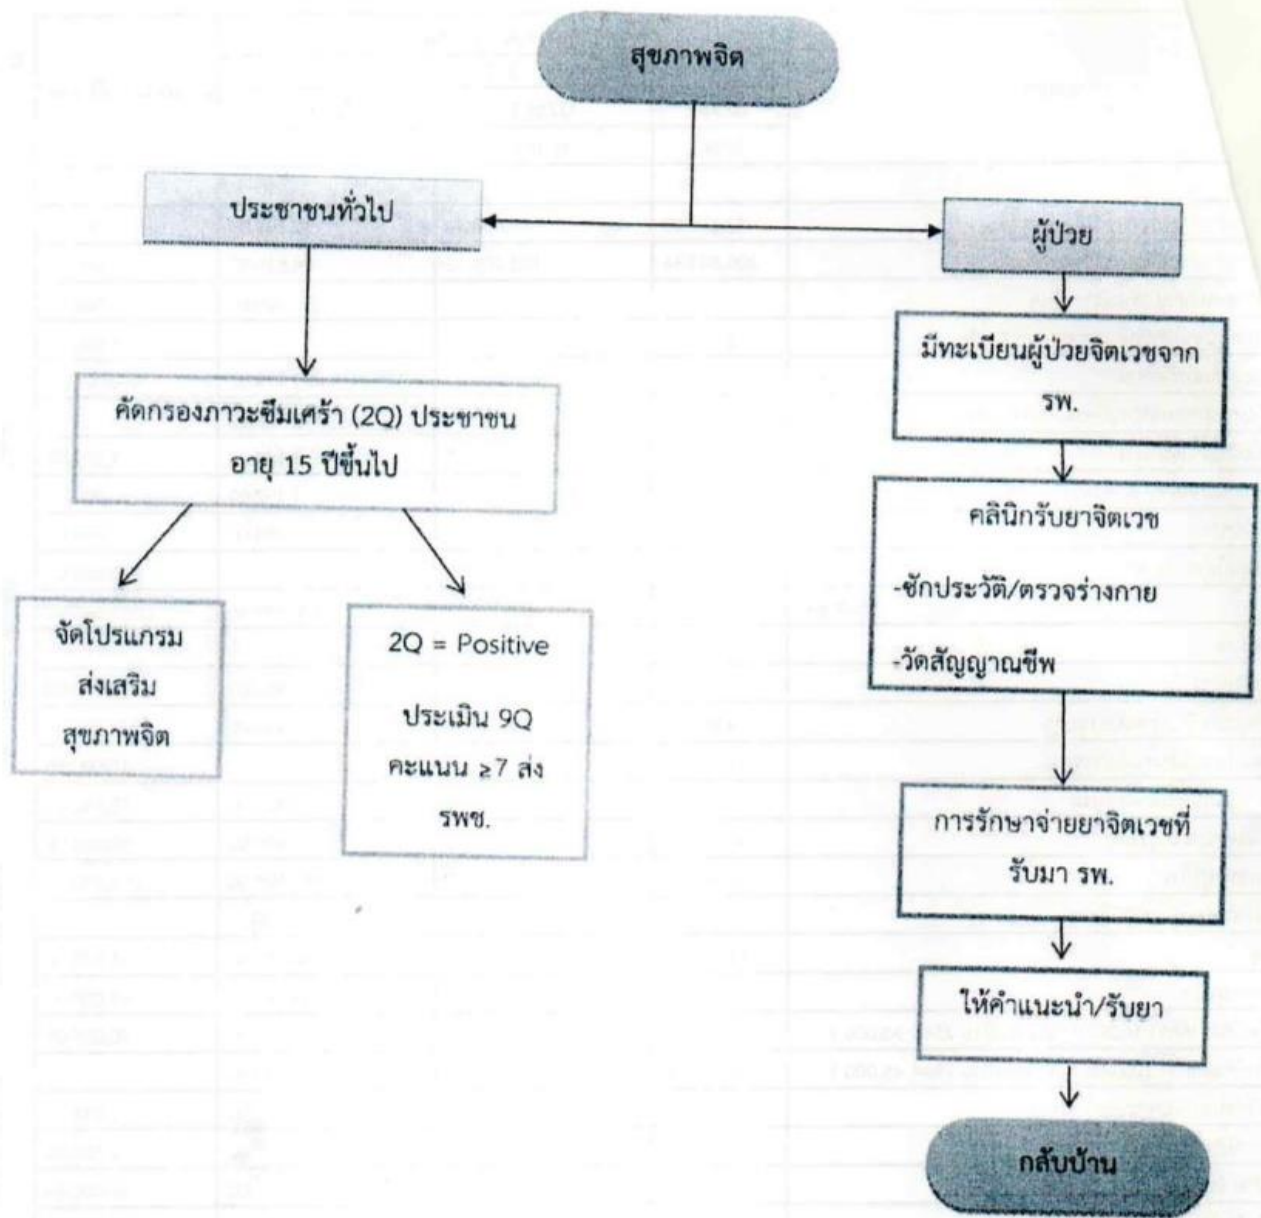 สุขภาพจิต
ประชาชนทั่วไป
ผู้ป่วย
คัดกรองภาวะซึมเศร้า (2Q) ประชาชน
อายุ 15 ปีขึ้นไป
จัดโปรแกรม
ส่งเสริม
สุขภาพจิต
2Q = Positive
ประเมิน 9Q
คะแนน ≥7 ส่ง
รพช.
มีทะเบียนผู้ป่วยจิตเวชจาก
รพ.
คลินิกรับยาจิตเวช
-ซักประวัติ/ตรวจร่างกาย
-วัดสัญญาณชีพ
การรักษาจ่ายยาจิตเวชที่
รับมา รพ.
ให้คำแนะนำ/รับยา
กลับบ้าน